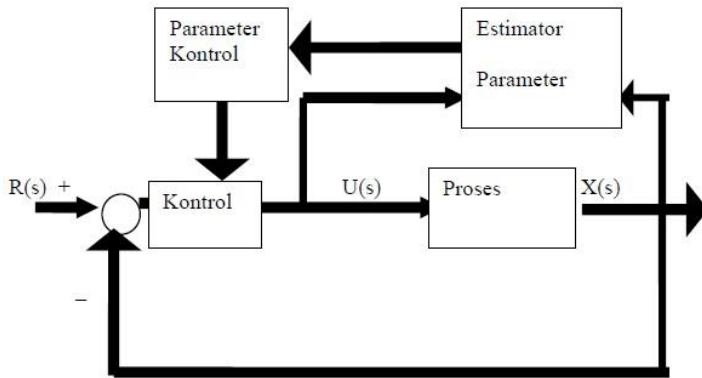 Parameter
Kontrol
Estimator
Parameter
R(s) +
Kontrol
U(s)
Proses
X(s)
–